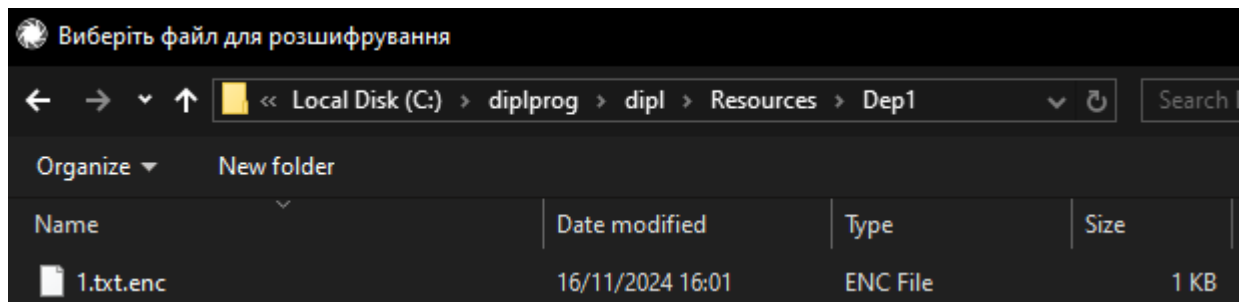 Виберіть файл для розшифрування
« Local Disk (C:) > diplprog > dipl > Resources > Dep1 Search
Organize New folder
Name Date modified Type Size
1.txt.enc 16/11/2024 16:01 ENC File 1 KB